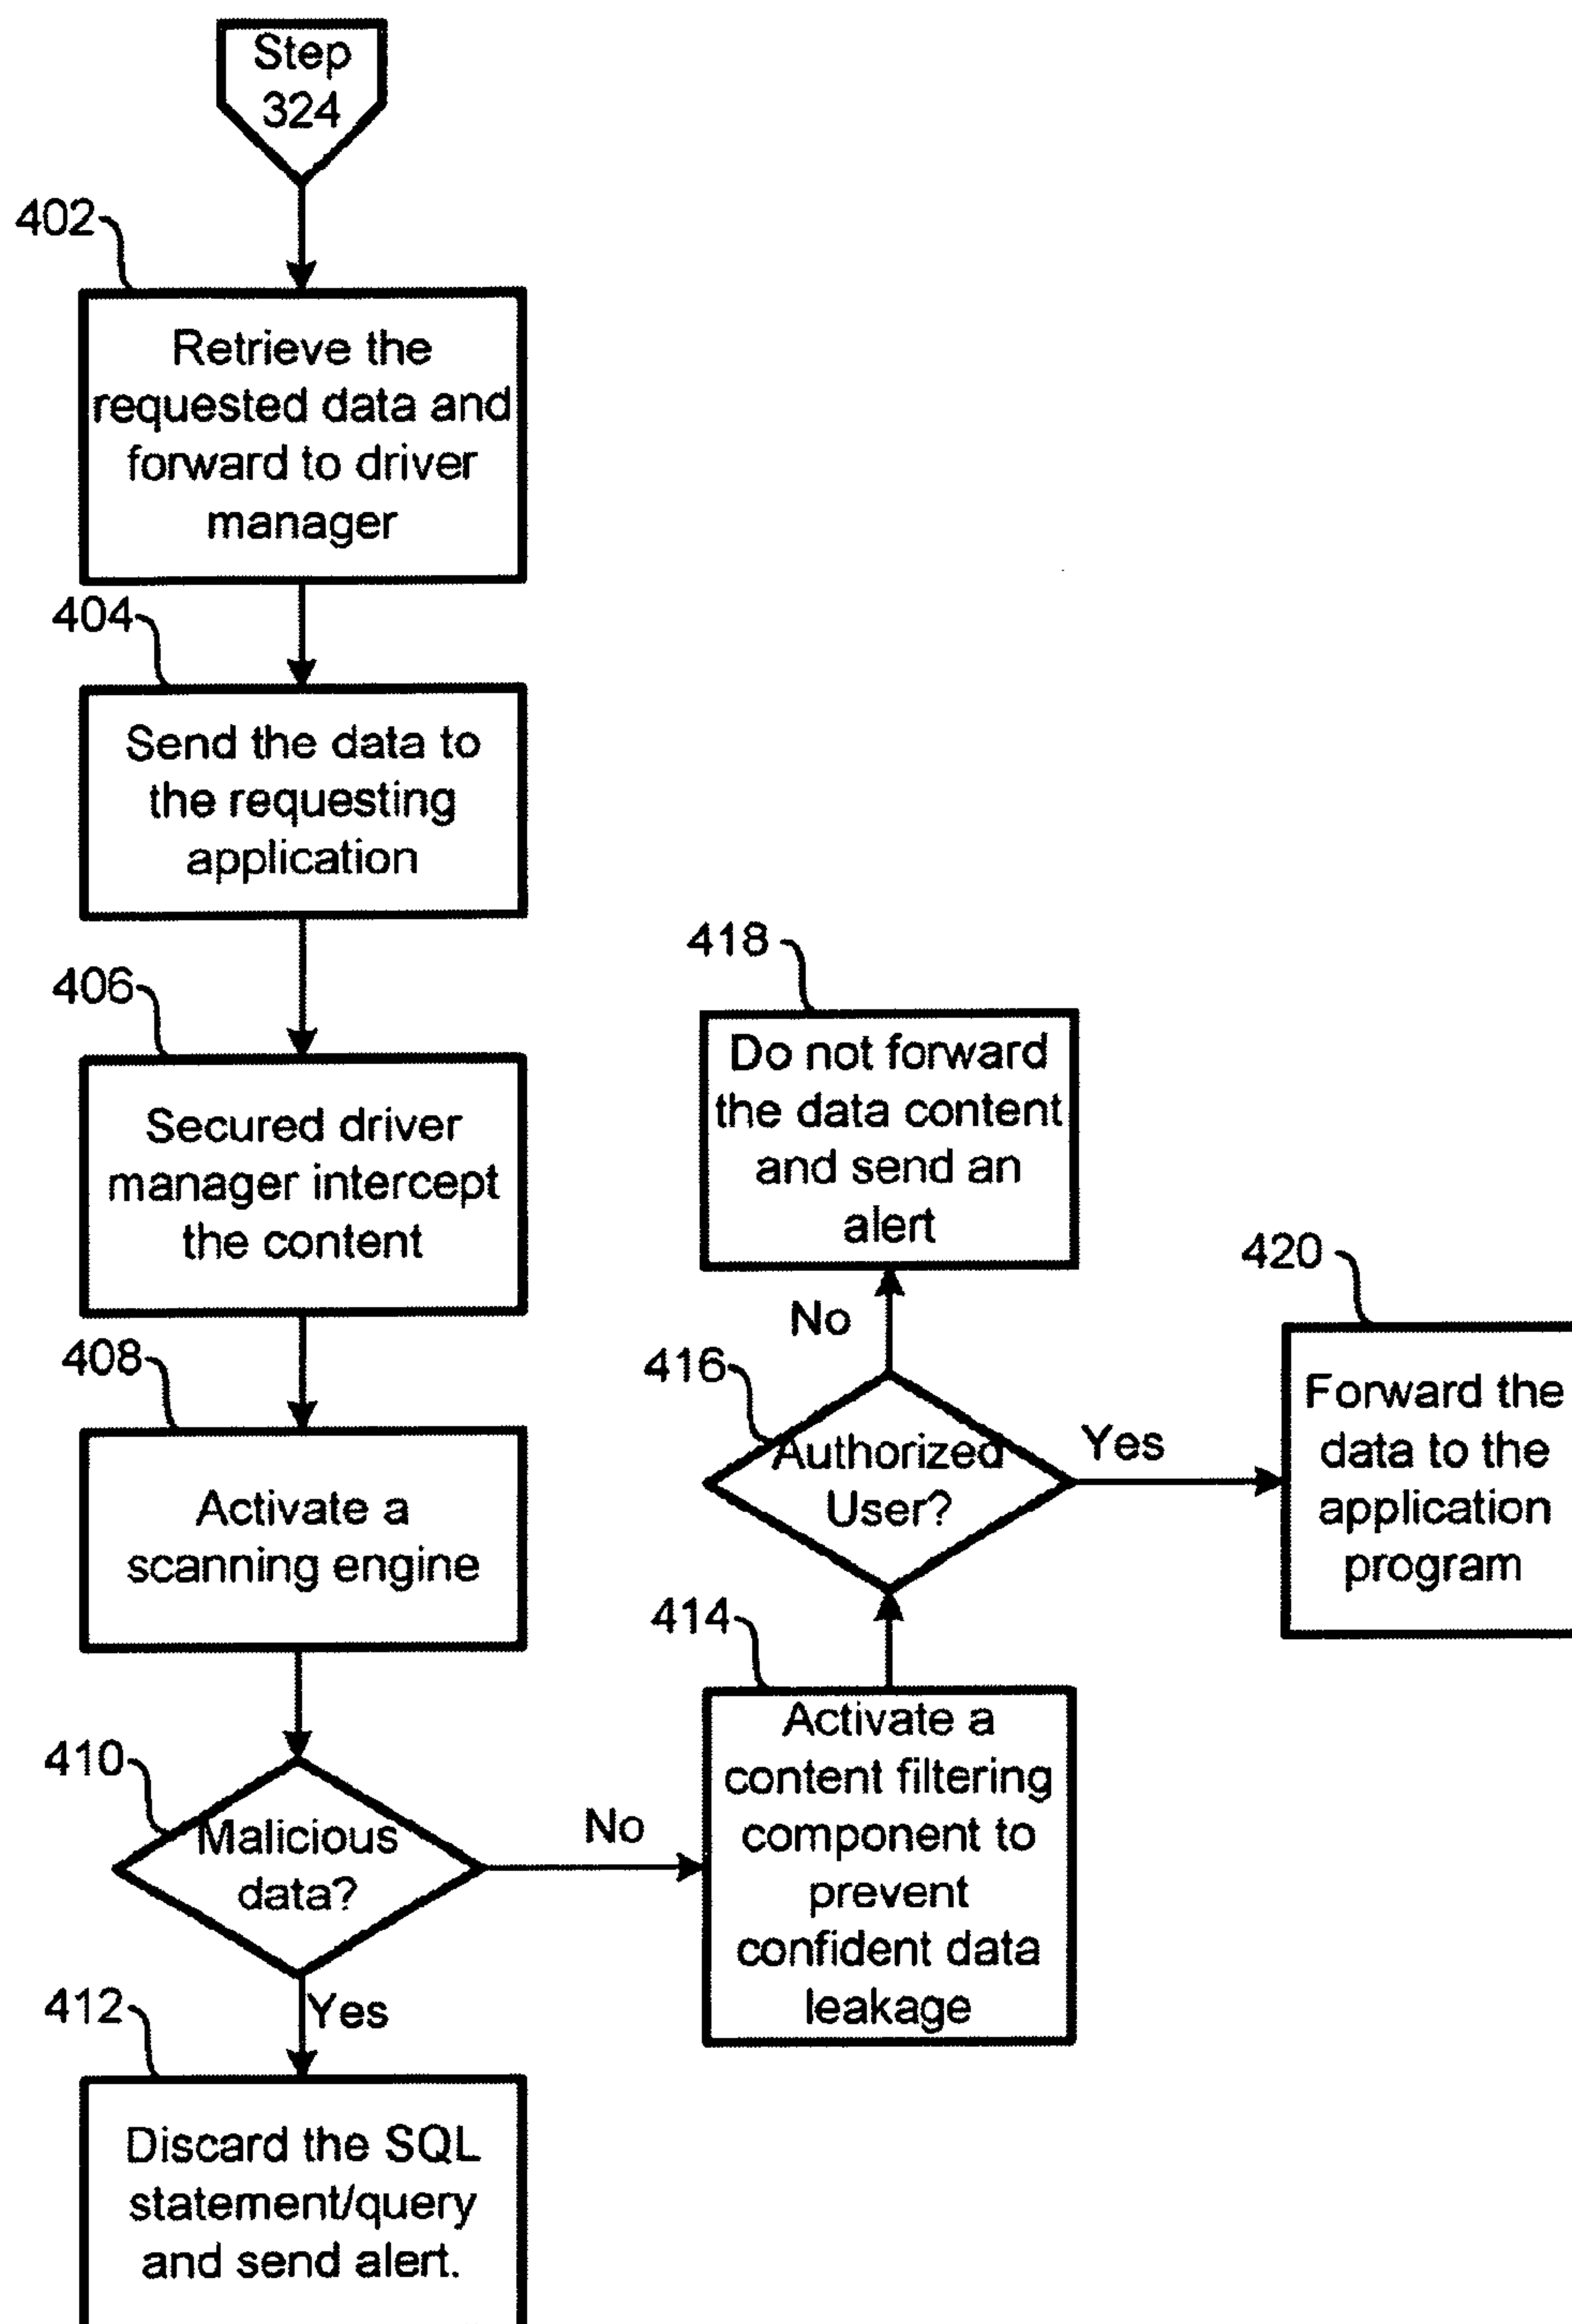 Step
324
402
Retrieve the
requested data and
forward to driver
manager
404
Send the data to
the requesting
application
406
Secured driver
manager intercept
the content
408
Activate a
scanning engine
410
Malicious
data?
No
Yes
412
Discard the SQL
statement/query
and send alert.
414
Activate a
content filtering
component to
prevent
confident data
leakage
416
Authorized
User?
No
Yes
418
Do not forward
the data content
and send an
alert
420
Forward the
data to the
application
program